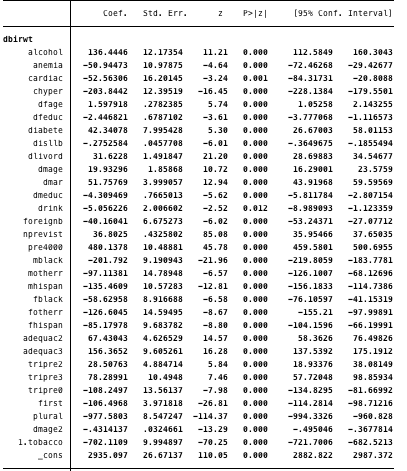 Coef. Std. Err. z P>|z| [95% Conf. Interval]
dbirwt
alcohol 136.4446 12.17354 11.21 0.000 112.5849 160.3043
anemia -50.94473 10.97875 -4.64 0.000 -72.46268 -29.42677
cardiac -52.56306 16.20145 -3.24 0.001 -84.31731 -20.8088
chyper -203.8442 12.39519 -16.45 0.000 -228.1384 -179.5501
dfage 1.597918 .2782385 5.74 0.000 1.05258 2.143255
dfeduc -2.446821 .6787102 -3.61 0.000 -3.777068 -1.116573
diabete 42.34078 7.995428 5.30 0.000 26.67003 58.01153
disllb -.2752584 .0457708 -6.01 0.000 -.3649675 -.1855494
dlivord 31.6228 1.491847 21.20 0.000 28.69883 34.54677
dmage 19.93296 1.85868 10.72 0.000 16.29001 23.5759
dmar 51.75769 3.999057 12.94 0.000 43.91968 59.59569
dmeduc -4.309469 .7665013 -5.62 0.000 -5.811784 -2.807154
drink -5.056226 2.006602 -2.52 0.012 -8.989093 -1.123359
foreignb -40.16041 6.675273 -6.02 0.000 -53.24371 -27.07712
nprevist 36.8025 .4325802 85.08 0.000 35.95466 37.65035
pre4000 480.1378 10.48881 45.78 0.000 459.5801 500.6955
mblack -201.792 9.190943 -21.96 0.000 -219.8059 -183.7781
motherr -97.11381 14.78948 -6.57 0.000 -126.1007 -68.12696
mhispan -135.4609 10.57283 -12.81 0.000 -156.1833 -114.7386
fblack -58.62958 8.916688 -6.58 0.000 -76.10597 -41.15319
fotherr -126.6045 14.59495 -8.67 0.000 -155.21 -97.99891
fhispan -85.17978 9.683782 -8.80 0.000 -104.1596 -66.19991
adequac2 67.43043 4.626529 14.57 0.000 58.3626 76.49826
adequac3 156.3652 9.605261 16.28 0.000 137.5392 175.1912
tripre2 28.50763 4.884714 5.84 0.000 18.93376 38.08149
tripre3 78.28991 10.4948 7.46 0.000 57.72048 98.85934
tripre0 -108.2497 13.56137 -7.98 0.000 -134.8295 -81.66992
first -106.4968 3.971818 -26.81 0.000 -114.2814 -98.71216
plural -977.5803 8.547247 -114.37 0.000 -994.3326 -960.828
dmage2 -.4314137 .0324661 -13.29 0.000 -.495046 -.3677814
1.tobacco -702.1109 9.994897 -70.25 0.000 -721.7006 -682.5213
_cons 2935.097 26.67137 110.05 0.000 2882.822 2987.372